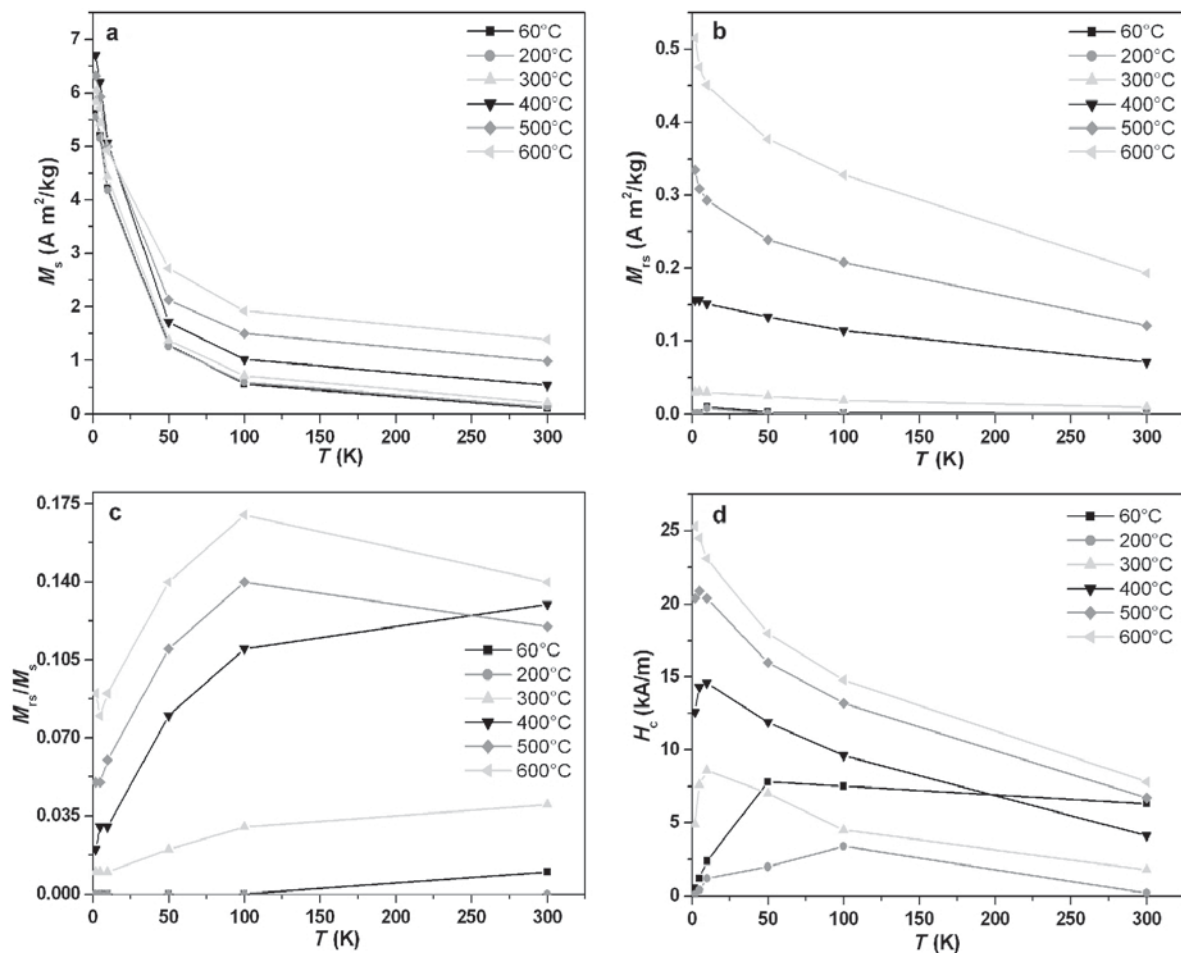 a
7
6
5
4
3
2
1
0
M_s (A m²/kg)
60°C
200°C
300°C
400°C
500°C
600°C
0 50 100 150 200 250 300
T (K)
b
0.5
0.4
0.3
0.2
0.1
0.0
M_rs (A m²/kg)
60°C
200°C
300°C
400°C
500°C
600°C
0 50 100 150 200 250 300
T (K)
c
0.175
0.140
0.105
0.070
0.035
0.000
M_rs/M_s
60°C
200°C
300°C
400°C
500°C
600°C
0 50 100 150 200 250 300
T (K)
d
25
20
15
10
5
0
H_c (kA/m)
60°C
200°C
300°C
400°C
500°C
600°C
0 50 100 150 200 250 300
T (K)